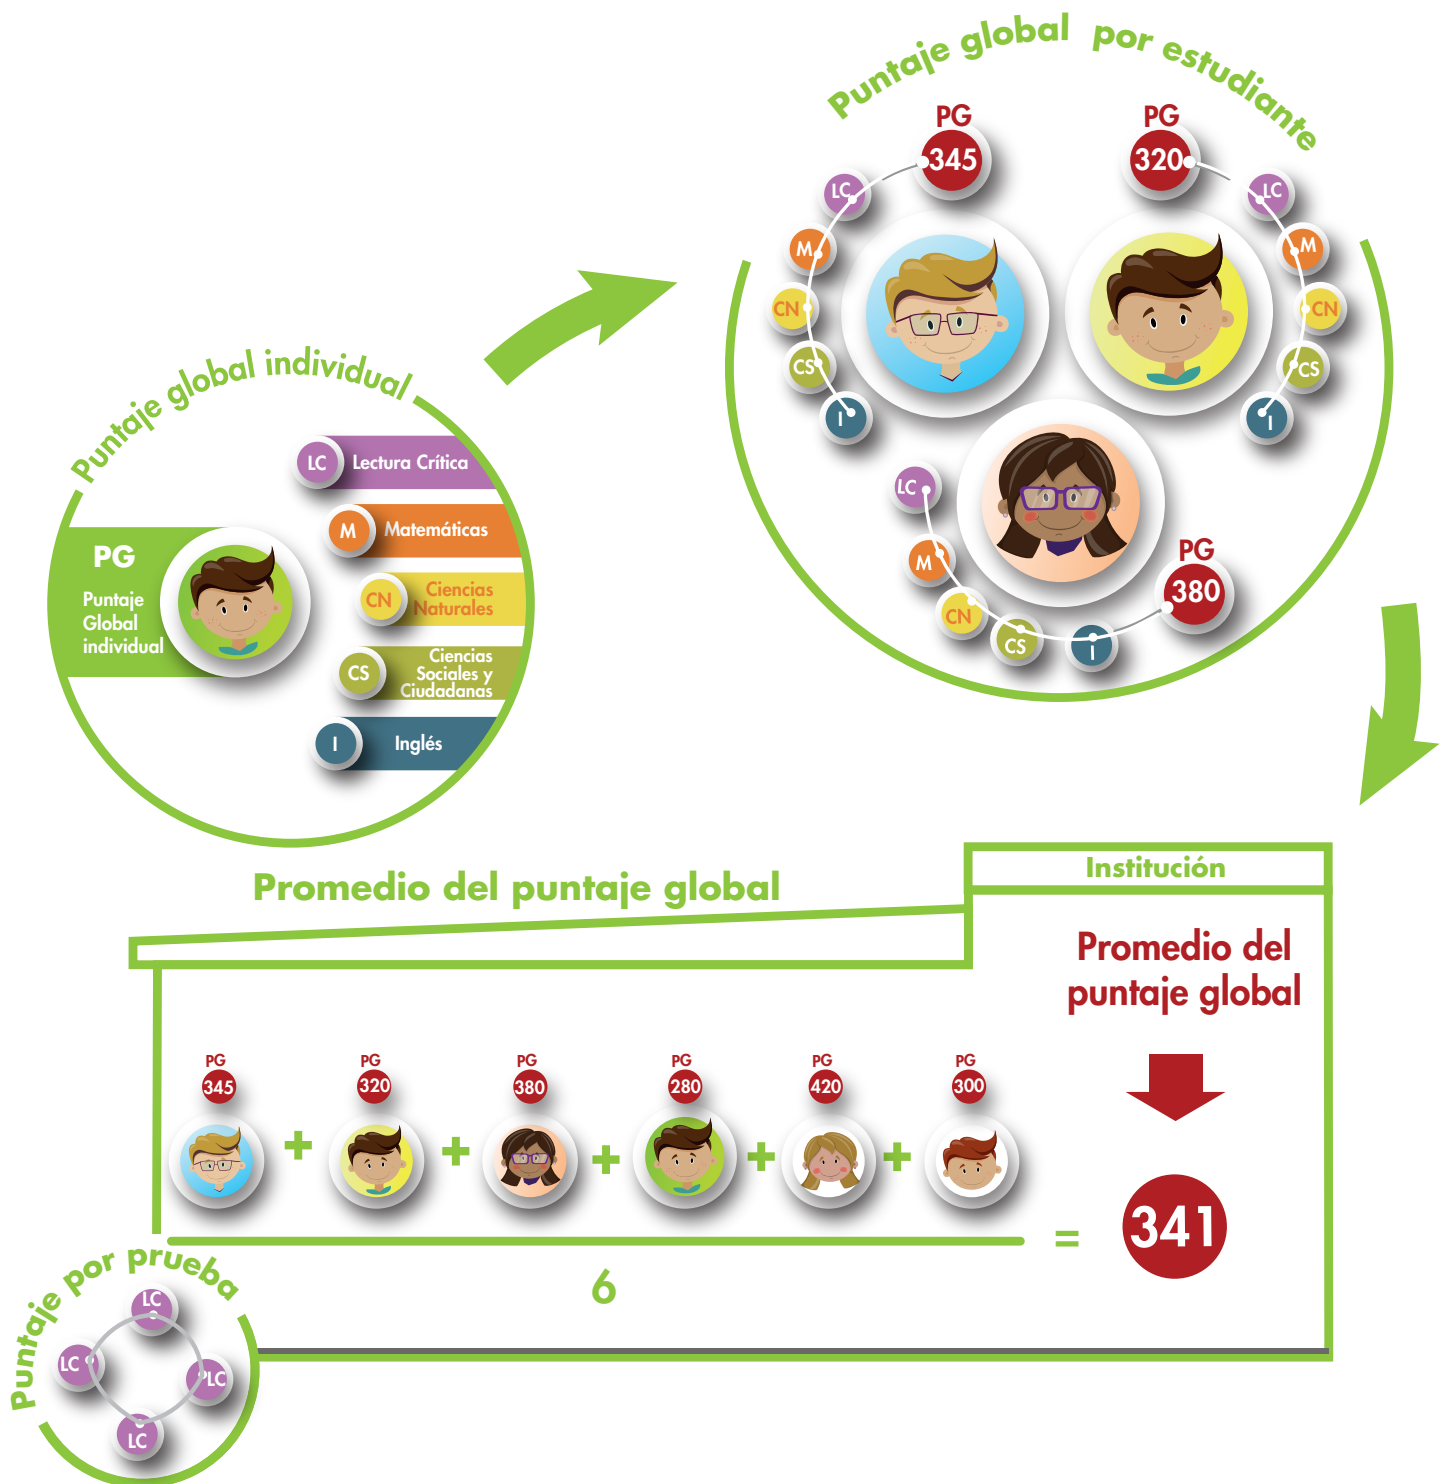 Puntaje global individual
PG
Puntaje
Global
individual
LC
Lectura Crítica
M
Matemáticas
CN
Ciencias
Naturales
CS
Ciencias
Sociales y
Ciudadanas
I
Inglés
Puntaje global por estudiante
PG
345
LC
M
CN
CS
I
PG
320
LC
M
CN
CS
I
LC
M
CN
CS
I
PG
380
Promedio del puntaje global
Institución
Promedio del
puntaje global
PG
345
+
PG
320
+
PG
380
+
PG
280
+
PG
420
+
PG
300
6
=
341
Puntaje por prueba
LC
LC
LC
LC